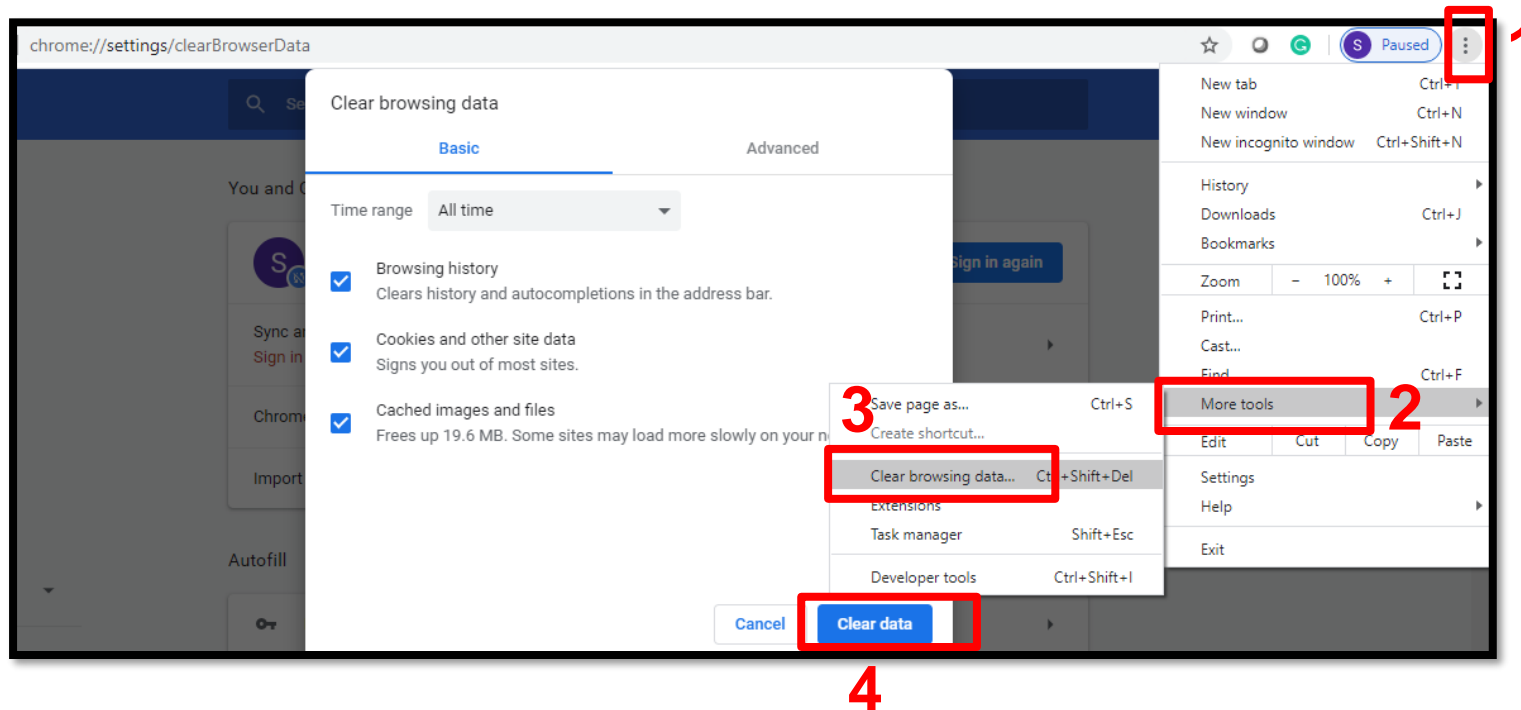 chrome://settings/clearBrowserData
S Paused
1
Se
Clear browsing data
Basic Advanced
You and
Time range All time
S
Sign in again
Browsing history
Clears history and autocompletions in the address bar.
Sync
Sign in
Cookies and other site data
Signs you out of most sites.
Chrom
Cached images and files
Frees up 19.6 MB. Some sites may load more slowly on your
Import
Autofill
Cancel Clear data
4
New tab Ctrl+T
New window Ctrl+N
New incognito window Ctrl+Shift+N
History
Downloads Ctrl+J
Bookmarks
Zoom – 100% +
Print... Ctrl+P
Cast...
Find... Ctrl+F
More tools 2
Edit Cut Copy Paste
Settings
Help
Exit
3
Save page as... Ctrl+S
Create shortcut...
Clear browsing data... Ctrl+Shift+Del
Extensions
Task manager Shift+Esc
Developer tools Ctrl+Shift+I